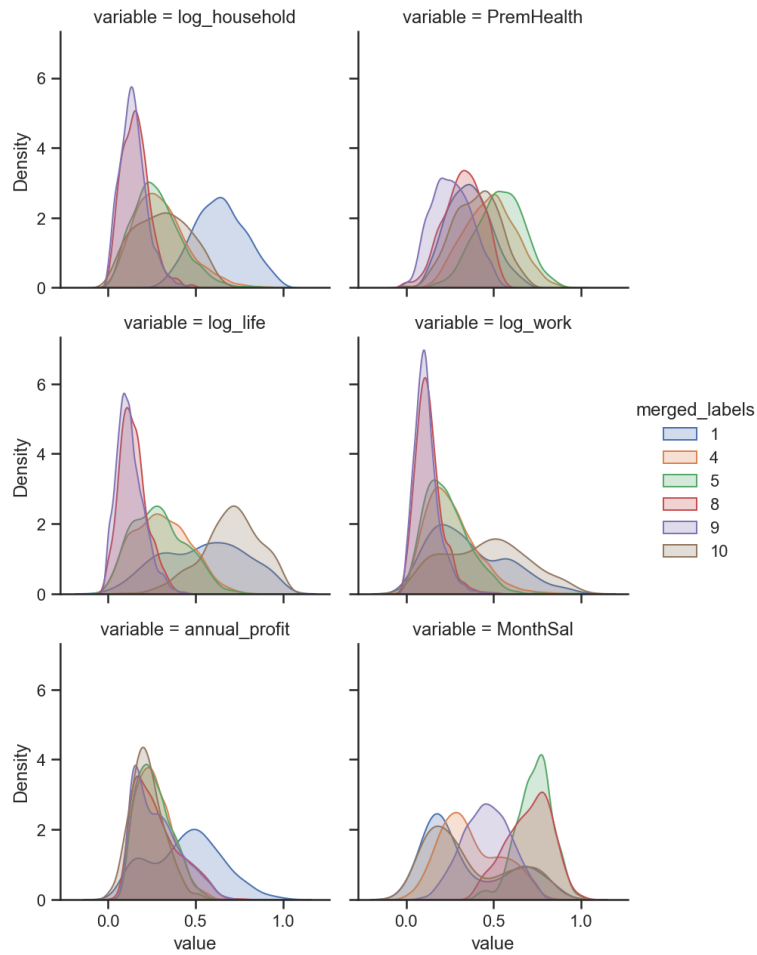 variable = log_household
variable = PremHealth
Density
6
4
2
0
variable = log_life
variable = log_work
Density
6
4
2
0
merged_labels
1
4
5
8
9
10
variable = annual_profit
variable = MonthSal
Density
6
4
2
0
0.0 0.5 1.0
0.0 0.5 1.0
value
value